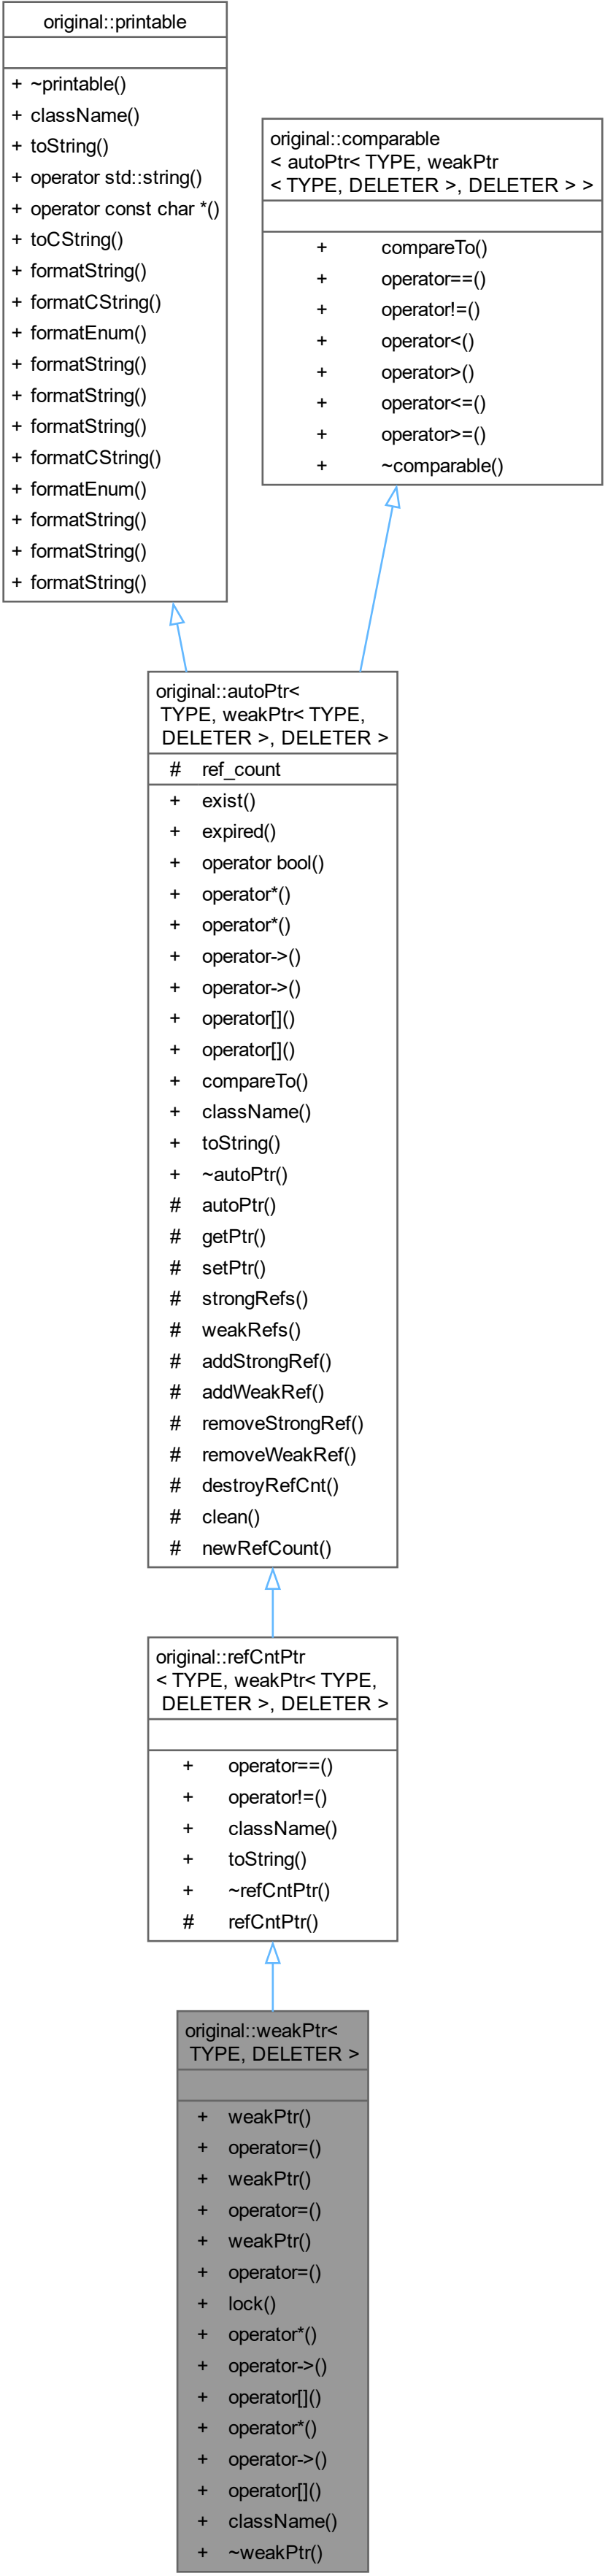 original::printable
+ ~printable()
+ className()
+ toString()
+ operator std::string()
+ operator const char *()
+ toCString()
+ formatString()
+ formatCString()
+ formatEnum()
+ formatString()
+ formatString()
+ formatString()
+ formatCString()
+ formatEnum()
+ formatString()
+ formatString()
+ formatString()
original::comparable
< autoPtr< TYPE, weakPtr
< TYPE, DELETER >, DELETER > >
+ compareTo()
+ operator==()
+ operator!=()
+ operator<()
+ operator>()
+ operator<=()
+ operator>=()
+ ~comparable()
original::autoPtr<
TYPE, weakPtr< TYPE,
DELETER >, DELETER >
# ref_count
+ exist()
+ expired()
+ operator bool()
+ operator*()
+ operator*()
+ operator->()
+ operator->()
+ operator[]()
+ operator[]()
+ compareTo()
+ className()
+ toString()
+ ~autoPtr()
# autoPtr()
# getPtr()
# setPtr()
# strongRefs()
# weakRefs()
# addStrongRef()
# addWeakRef()
# removeStrongRef()
# removeWeakRef()
# destroyRefCnt()
# clean()
# newRefCount()
original::refCntPtr
< TYPE, weakPtr< TYPE,
DELETER >, DELETER >
+ operator==()
+ operator!=()
+ className()
+ toString()
+ ~refCntPtr()
# refCntPtr()
original::weakPtr<
TYPE, DELETER >
+ weakPtr()
+ operator=()
+ weakPtr()
+ operator=()
+ weakPtr()
+ operator=()
+ lock()
+ operator*()
+ operator->()
+ operator[]()
+ operator*()
+ operator->()
+ operator[]()
+ className()
+ ~weakPtr()